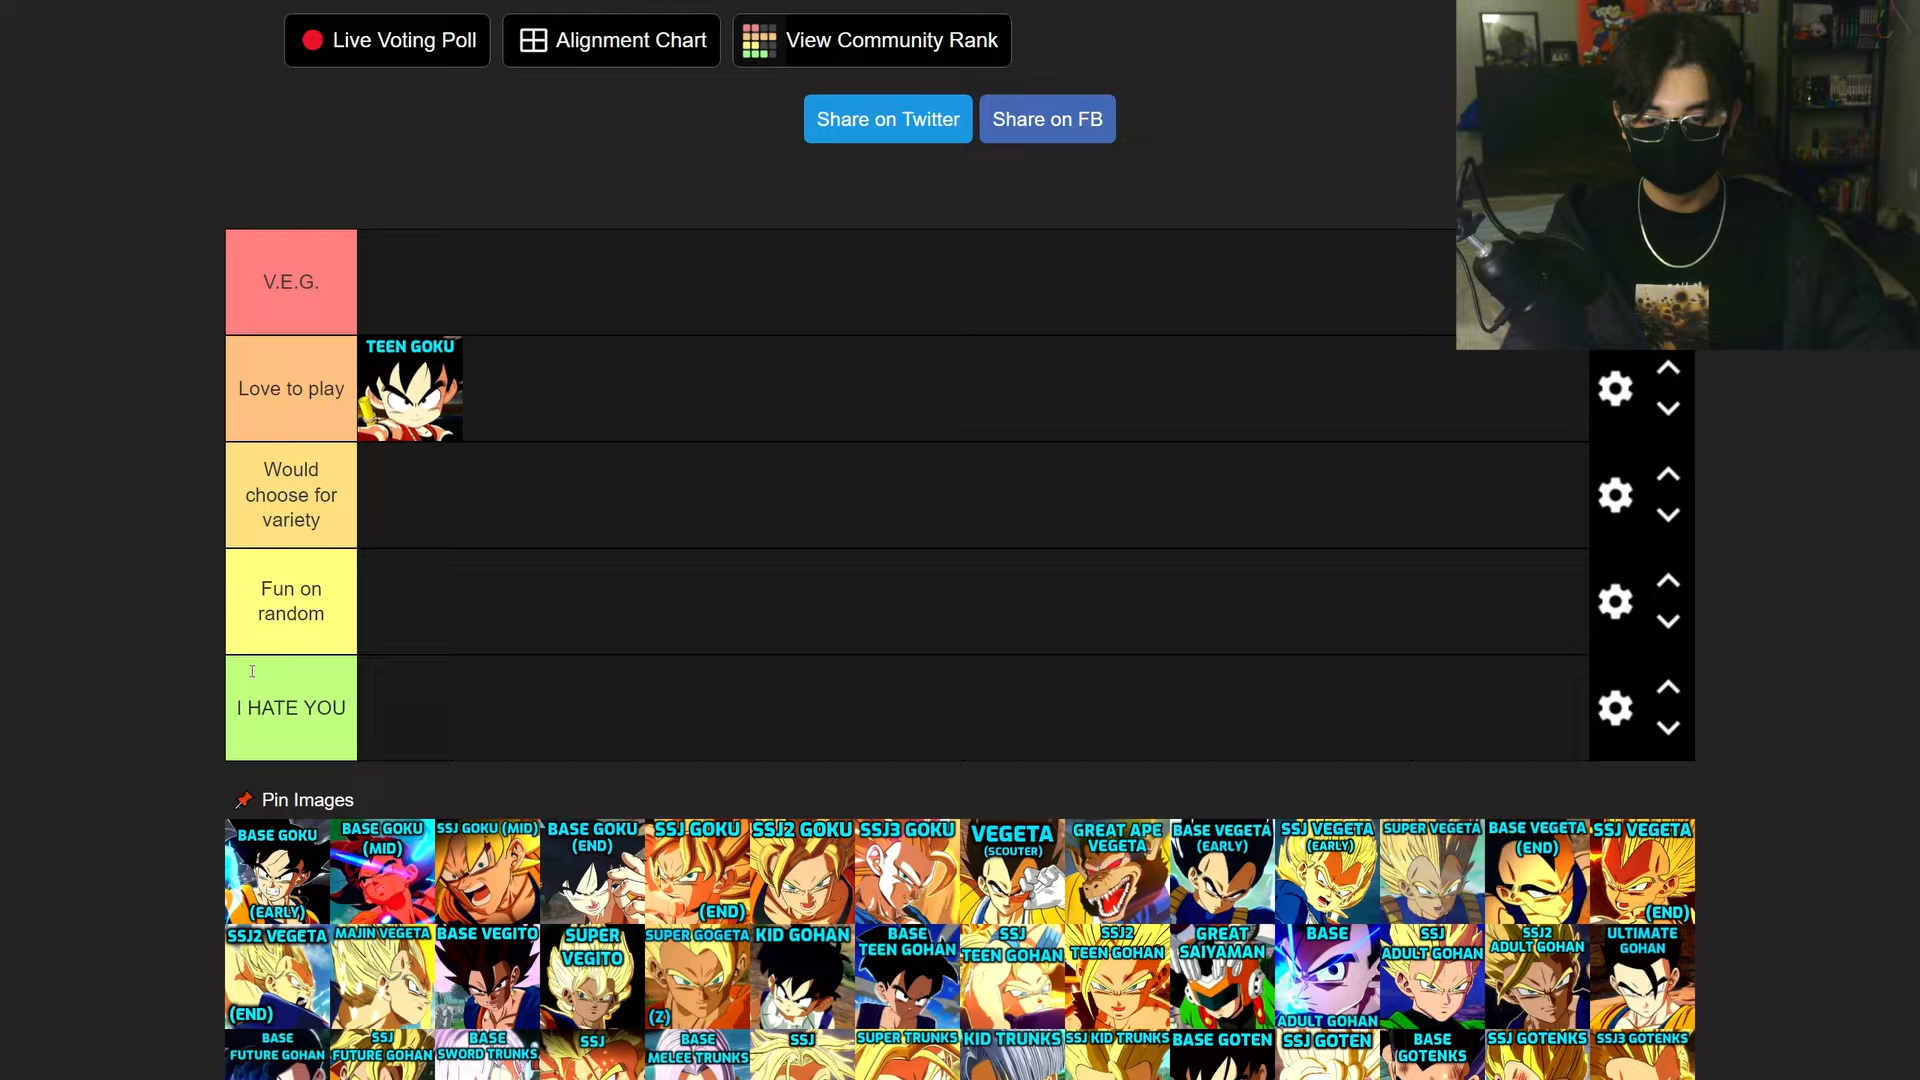 Live Voting Poll
Alignment Chart
View Community Rank
Share on Twitter
Share on FB
V.E.G.
Love to play
TEEN GOKU
Would
choose for
variety
Fun on
random
I HATE YOU
Pin Images
BASE GOKU
(EARLY)
BASE GOKU
(MID)
SSJ GOKU (MID)
BASE GOKU
(END)
SSJ GOKU
(END)
SSJ2 GOKU
SSJ3 GOKU
VEGETA
(SCOUTER)
GREAT APE
VEGETA
BASE VEGETA
(EARLY)
SSJ VEGETA
(EARLY)
SUPER VEGETA
BASE VEGETA
(END)
SSJ VEGETA
(END)
SSJ2 VEGETA
(END)
MAJIN VEGETA
BASE VEGITO
SUPER
VEGITO
SUPER GOGETA
(Z)
KID GOHAN
BASE
TEEN GOHAN
SSJ
TEEN GOHAN
SSJ2
TEEN GOHAN
GREAT
SAIYAMAN
BASE
ADULT GOHAN
SSJ
ADULT GOHAN
SSJ2
ADULT GOHAN
ULTIMATE
GOHAN
BASE
FUTURE GOHAN
SSJ
FUTURE GOHAN
BASE
SWORD TRUNKS
SSJ
BASE
MELEE TRUNKS
SSJ
SUPER TRUNKS
KID TRUNKS
SSJ KID TRUNKS
BASE GOTEN
SSJ GOTEN
BASE
GOTENKS
SSJ GOTENKS
SSJ3 GOTENKS